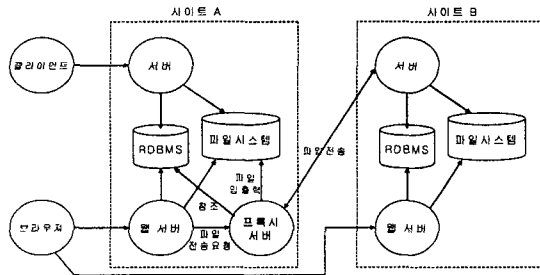 사이트 A
사이트 B
클라이언트
서버
서버
RDBMS
파일시스템
파일전송
RDBMS
파일시스템
파일
입출력
참조
브라우져
웹 서버
파일
전송요청
프록시
서버
웹 서버